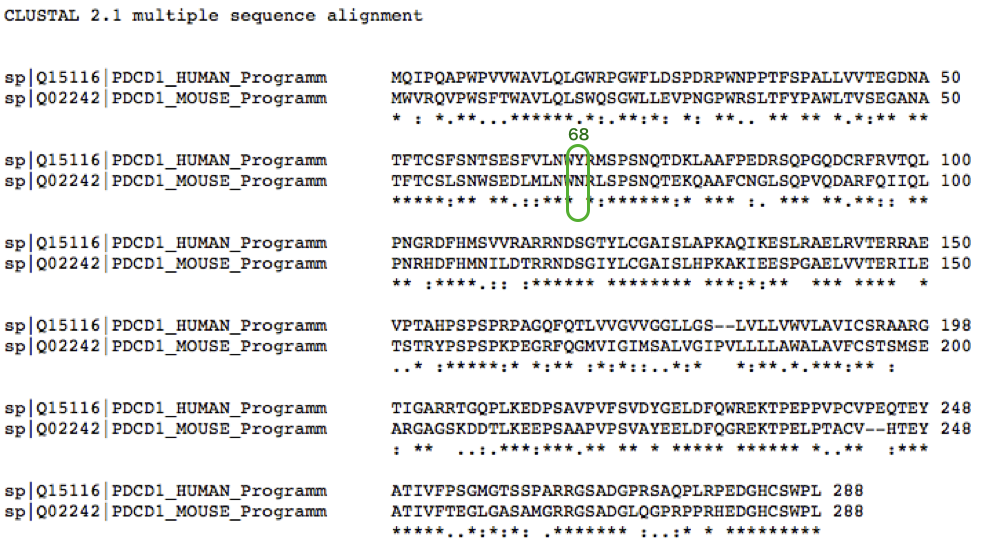 CLUSTAL 2.1 multiple sequence alignment
sp|Q15116|PDCD1_HUMAN_Programm MQIPQAPWPVVWAVLQLGWRPGWFLDSPDRPWNPPTFSPALLVVTEGDNA 50
sp|Q02242|PDCD1_MOUSE_Programm MWVRQVPWSFTWAVLQLSWQSGWLLEVPNGPWRSLTFYPAWLTVSEGANA 50
* : *.**...*******.*:.**:*: *: **.. ** ** *.*:** **
68
sp|Q15116|PDCD1_HUMAN_Programm TFTCSFSNTSESFVLNWYRMSPSNQTDKLAAFPEDRSQPGQDCRFRVTQL 100
sp|Q02242|PDCD1_MOUSE_Programm TFTCSLSNWSEDLMLNWNRLSPSNQTEKQAAFCNGLSQPVQDARFQIIQL 100
*****:** **.::*** *:******:* *** :. *** **.**:: **
sp|Q15116|PDCD1_HUMAN_Programm PNGRDFHMSVVRARRNDSGTYLCGAISLAPKAQIKESLRAELRVTERRAE 150
sp|Q02242|PDCD1_MOUSE_Programm PNRHDFHMNILDTRRNDSGIYLCGAISLHPKAKIEESPGAELVVTERILE 150
** :****.:: :****** ******** ***:*:** *** **** *
sp|Q15116|PDCD1_HUMAN_Programm VPTAHPSPSPRPAGQFQTLVVGVVGGLLGS--LVLLVWVLAVICSRAARG 198
sp|Q02242|PDCD1_MOUSE_Programm TSTRYPSPSPKPEGRFQGMVIGIMSALVGIPVLLLLAWALAVFCSTSMSE 200
..* :*****:* *:** :*:*::..*:* *:**.*.***:** :
sp|Q15116|PDCD1_HUMAN_Programm TIGARRTGQPLKEDPSAVPVFSVDYGELDFQWREKTPEPPVPCVPEQTEY 248
sp|Q02242|PDCD1_MOUSE_Programm ARGAGSKDDTLKEEPSAAPVPSVAYEELDFQGREKTPELPTACV--HTEY 248
: ** ..:.***:***.** ** * ***** ****** *..** :***
sp|Q15116|PDCD1_HUMAN_Programm ATIVFPSGMGTSSPARRGSADGPRSAQPLRPEDGHCSWPL 288
sp|Q02242|PDCD1_MOUSE_Programm ATIVFTEGLGASAMGRRGSADGLQGPRPPRHEDGHCSWPL 288
*****..*:*:*: .******* :..:* * *********